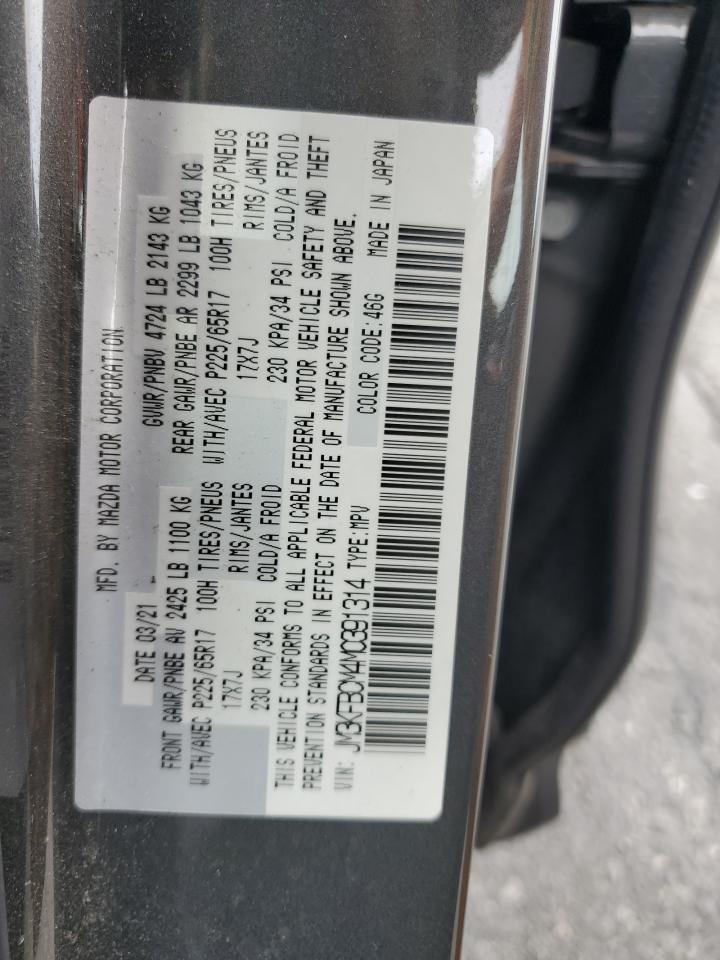 MFD. BY MAZDA MOTOR CORPORATION
DATE 03/21 GVWR/PNBV 4724 LB 2143 KG
FRONT GAWR/PNBE AV 2425 LB 1100 KG REAR GAWR/PNBE AR 2299 LB 1043 KG
WITH/AVEC P225/65R17 100H TIRES/PNEUS WITH/AVEC P225/65R17 100H TIRES/PNEUS
17X7J RIMS/JANTES 17X7J RIMS/JANTES
230 KPA/34 PSI COLD/A FROID 230 KPA/34 PSI COLD/A FROID
THIS VEHICLE CONFORMS TO ALL APPLICABLE FEDERAL MOTOR VEHICLE SAFETY AND THEFT
PREVENTION STANDARDS IN EFFECT ON THE DATE OF MANUFACTURE SHOWN ABOVE.
VIN: JM3KFBCM4M0391314 TYPE:MPV COLOR CODE:46G MADE IN JAPAN